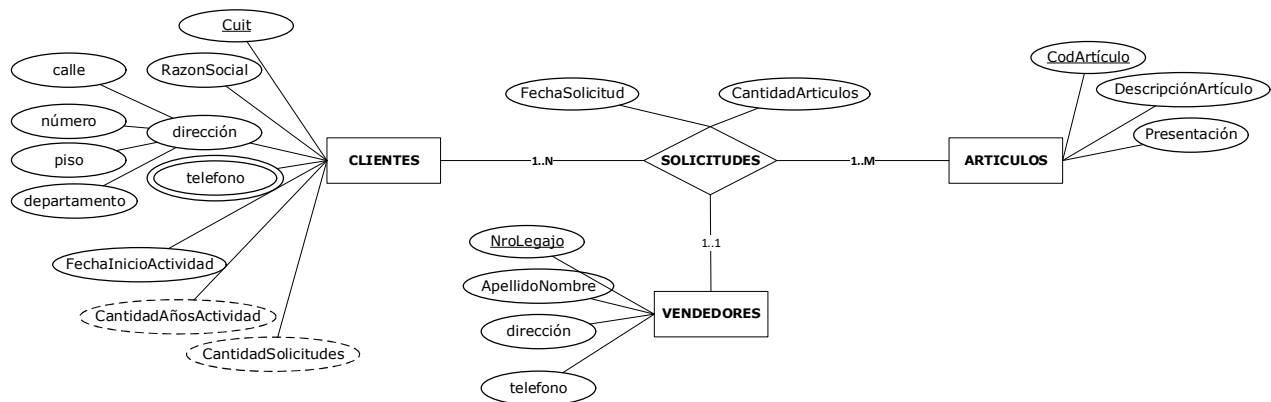 Cuit
calle
RazonSocial
número
dirección
piso
telefono
departamento
FechaInicioActividad
CantidadAñosActividad
CantidadSolicitudes
CLIENTES
1..N
FechaSolicitud
CantidadArticulos
SOLICITUDES
1..M
ARTICULOS
CodArtículo
DescripciónArtículo
Presentación
1..1
NroLegajo
ApellidoNombre
dirección
telefono
VENDEDORES